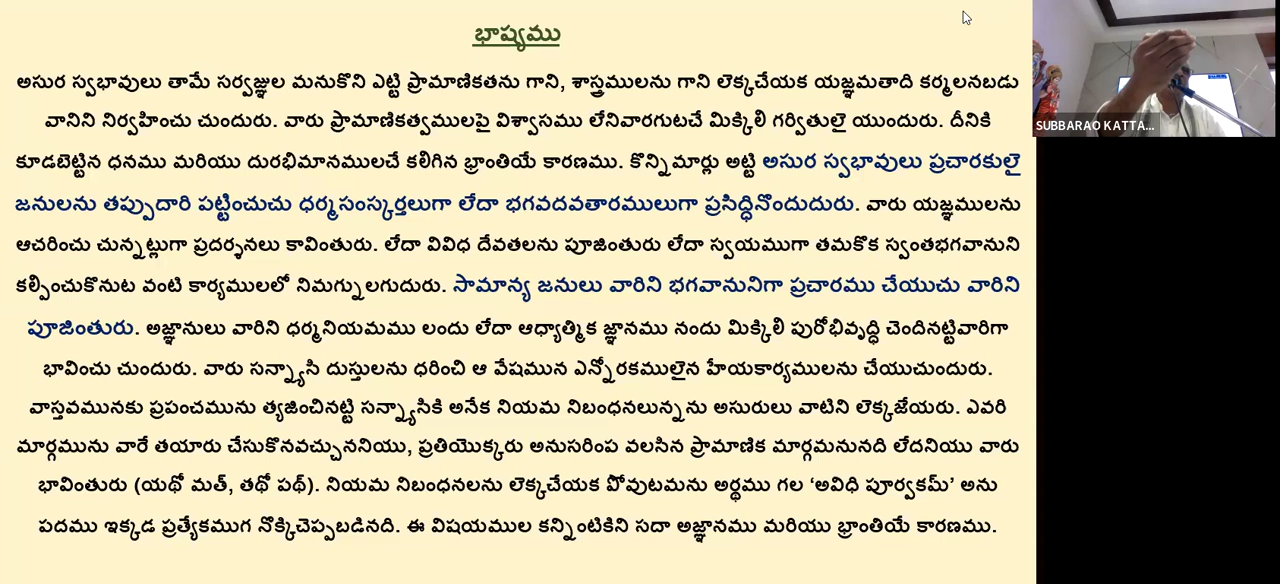 భాష్యము
అసుర స్వభావులు తామే సర్వజ్ఞుల మనుకొని ఎట్టి ప్రామాణికతను గాని, శాస్త్రములను గాని లెక్కచేయక యజ్ఞమతాది కర్మలనబడు
వానిని నిర్వహించు చుందురు. వారు ప్రామాణికత్వములపై విశ్వాసము లేనివారగుటచే మిక్కిలి గర్వితులై యుందురు. దీనికి
కూడబెట్టిన ధనము మరియు దురభిమానములచే కలిగిన భ్రాంతియే కారణము. కొన్నిమార్లు అట్టి అసుర స్వభావులు ప్రచారకులై
జనులను తప్పుదారి పట్టించుచు ధర్మసంస్కర్తలుగా లేదా భగవదవతారములుగా ప్రసిద్ధినొందుదురు. వారు యజ్ఞములను
ఆచరించు చున్నట్లుగా ప్రదర్శనలు కావింతురు. లేదా వివిధ దేవతలను పూజింతురు లేదా స్వయముగా తమకొక స్వంతభగవానుని
కల్పించుకొనుట వంటి కార్యములలో నిమగ్నులగుదురు. సామాన్య జనులు వారిని భగవానునిగా ప్రచారము చేయుచు వారిని
పూజింతురు. అజ్ఞానులు వారిని ధర్మనియమము లందు లేదా ఆధ్యాత్మిక జ్ఞానము నందు మిక్కిలి పురోభివృద్ధి చెందినట్టివారిగా
భావించు చుందురు. వారు సన్న్యాసి దుస్తులను ధరించి ఆ వేషమున ఎన్నోరకములైన హేయకార్యములను చేయుచుందురు.
వాస్తవమునకు ప్రపంచమును త్యజించినట్టి సన్న్యాసికి అనేక నియమ నిబంధనలున్నను అసురులు వాటిని లెక్కజేయరు. ఎవరి
మార్గమును వారే తయారు చేసుకొనవచ్చుననియు, ప్రతియొక్కరు అనుసరింప వలసిన ప్రామాణిక మార్గమనునది లేదనియు వారు
భావింతురు (యథో మత్, తథో పథ్). నియమ నిబంధనలను లెక్కచేయక పోవుటమను అర్థము గల ‘అవిధి పూర్వకమ్’ అను
పదము ఇక్కడ ప్రత్యేకముగ నొక్కిచెప్పబడినది. ఈ విషయముల కన్నింటికిని సదా అజ్ఞానము మరియు భ్రాంతియే కారణము.
SUBBARAO KATTA...